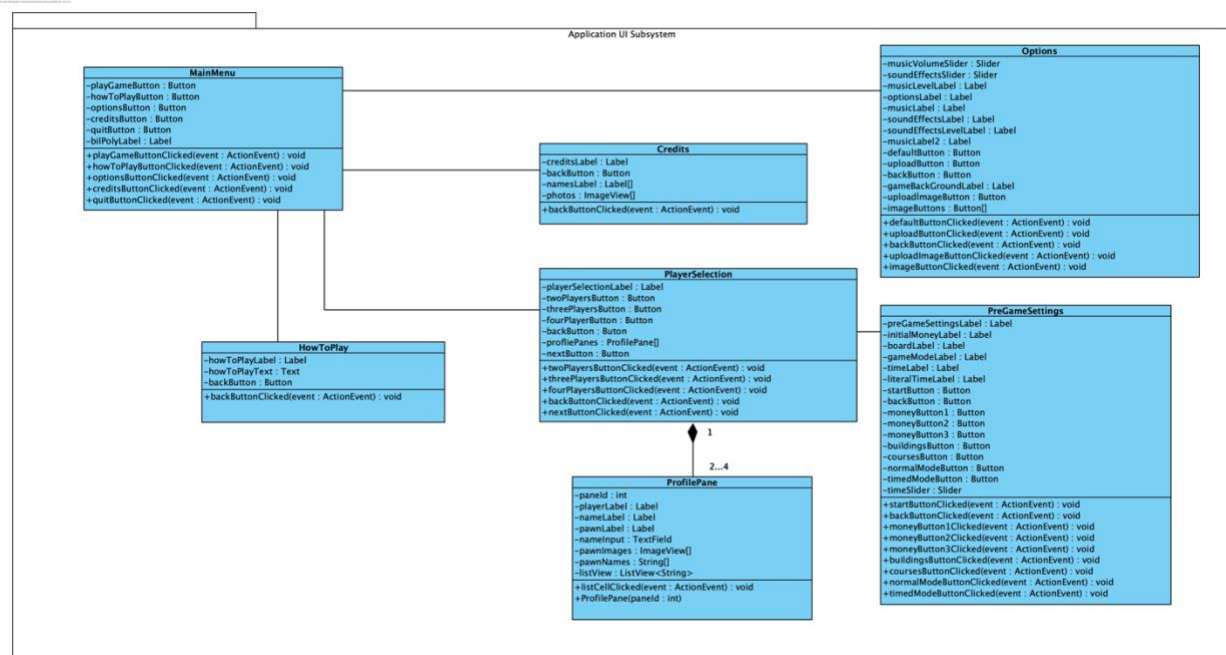 Application UI Subsystem
MainMenu
-playGameButton : Button
-howToPlayButton : Button
-optionsButton : Button
-creditsButton : Button
-quitButton : Button
-bilPolyLabel : Label
+playGameButtonClicked(event : ActionEvent) : void
+howToPlayButtonClicked(event : ActionEvent) : void
+optionsButtonClicked(event : ActionEvent) : void
+creditsButtonClicked(event : ActionEvent) : void
+quitButtonClicked(event : ActionEvent) : void
Options
-musicVolumeSlider : Slider
-soundEffectsSlider : Slider
-musicLevelLabel : Label
-optionsLabel : Label
-musicLabel : Label
-soundEffectsLabel : Label
-soundEffectsLevelLabel : Label
-musicLabel2 : Label
-defaultButton : Button
-uploadButton : Button
-backButton : Button
-gameBackGroundLabel : Label
-uploadImageButton : Button
-imageButtons : Button[]
+defaultButtonClicked(event : ActionEvent) : void
+uploadButtonClicked(event : ActionEvent) : void
+backButtonClicked(event : ActionEvent) : void
+uploadImageButtonClicked(event : ActionEvent) : void
+imageButtonClicked(event : ActionEvent) : void
Credits
-creditsLabel : Label
-backButton : Button
-namesLabel : Label[]
-photos : ImageView[]
+backButtonClicked(event : ActionEvent) : void
PlayerSelection
-playerSelectionLabel : Label
-twoPlayersButton : Button
-threePlayersButton : Button
-fourPlayerButton : Button
-backButton : Buton
-profliePanes : ProfilePane[]
-nextButton : Button
+twoPlayersButtonClicked(event : ActionEvent) : void
+threePlayersButtonClicked(event : ActionEvent) : void
+fourPlayersButtonClicked(event : ActionEvent) : void
+backButtonClicked(event : ActionEvent) : void
+nextButtonClicked(event : ActionEvent) : void
PreGameSettings
-preGameSettingsLabel : Label
-initialMoneyLabel : Label
-boardLabel : Label
-gameModeLabel : Label
-timeLabel : Label
-literalTimeLabel : Label
-startButton : Button
-backButton : Button
-moneyButton1 : Button
-moneyButton2 : Button
-moneyButton3 : Button
-buildingsButton : Button
-coursesButton : Button
-normalModeButton : Button
-timedModeButton : Button
-timeSlider : Slider
+startButtonClicked(event : ActionEvent) : void
+backButtonClicked(event : ActionEvent) : void
+moneyButton1Clicked(event : ActionEvent) : void
+moneyButton2Clicked(event : ActionEvent) : void
+moneyButton3Clicked(event : ActionEvent) : void
+buildingsButtonClicked(event : ActionEvent) : void
+coursesButtonClicked(event : ActionEvent) : void
+normalModeButtonClicked(event : ActionEvent) : void
+timedModeButtonClicked(event : ActionEvent) : void
HowToPlay
-howToPlayLabel : Label
-howToPlayText : Text
-backButton : Button
+backButtonClicked(event : ActionEvent) : void
1
2...4
ProfilePane
-paneId : int
-playerLabel : Label
-nameLabel : Label
-pawnLabel : Label
-nameInput : TextField
-pawnImages : ImageView[]
-pawnNames : String[]
-listView : ListView<String>
+listCellClicked(event : ActionEvent) : void
+ProfilePane(paneId : int)